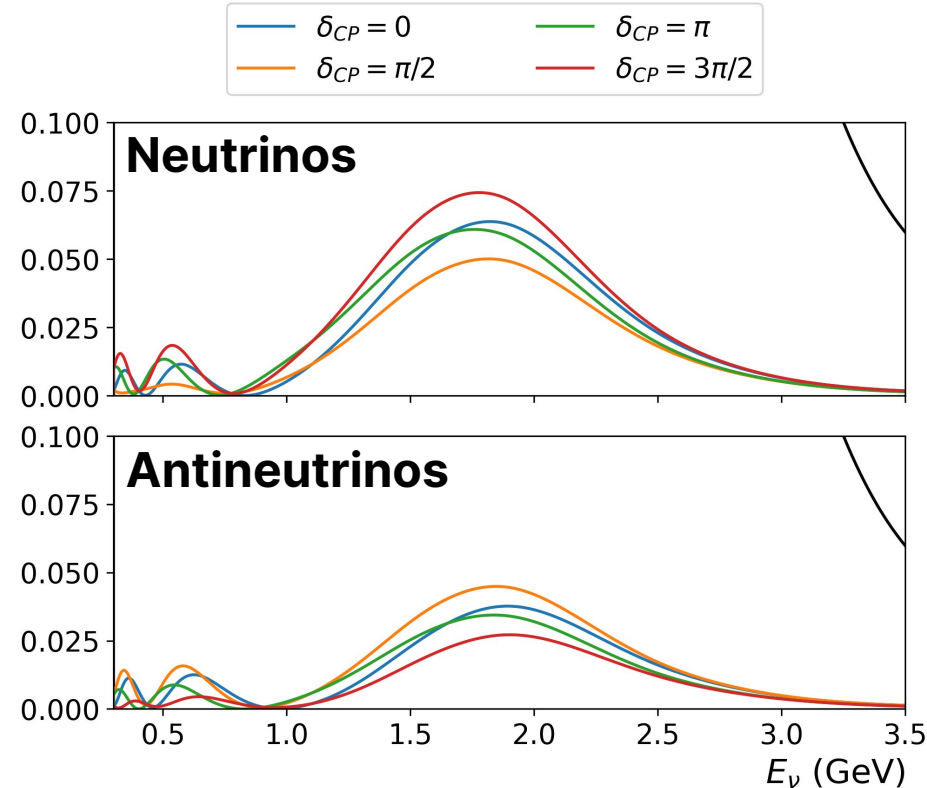 δ_CP = 0 δ_CP = π
δ_CP = π/2 δ_CP = 3π/2
0.100
Neutrinos
0.075
0.050
0.025
0.000
0.100
Antineutrinos
0.075
0.050
0.025
0.000
0.5 1.0 1.5 2.0 2.5 3.0 3.5
E_ν (GeV)